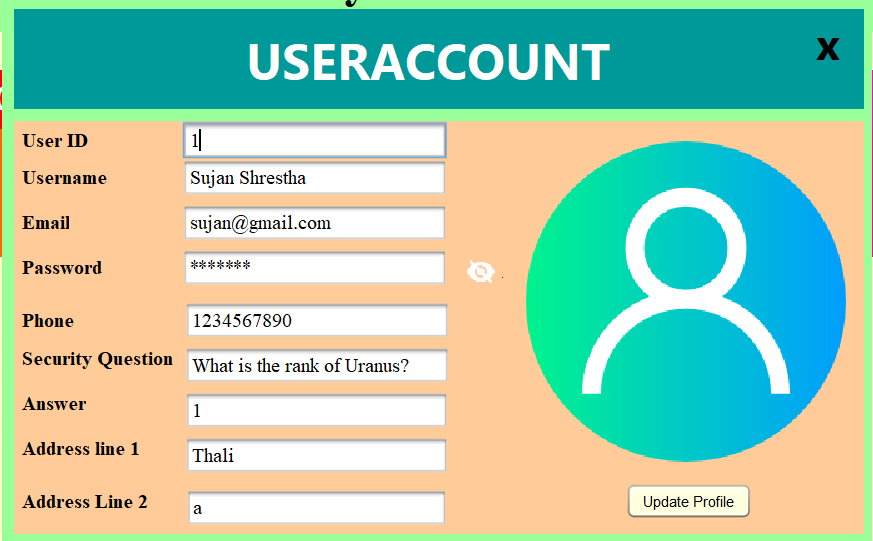 USERACCOUNT X
User ID 1
Username Sujan Shrestha
Email sujan@gmail.com
Password *******
Phone 1234567890
Security Question What is the rank of Uranus?
Answer 1
Address line 1 Thali
Address Line 2 a
Update Profile